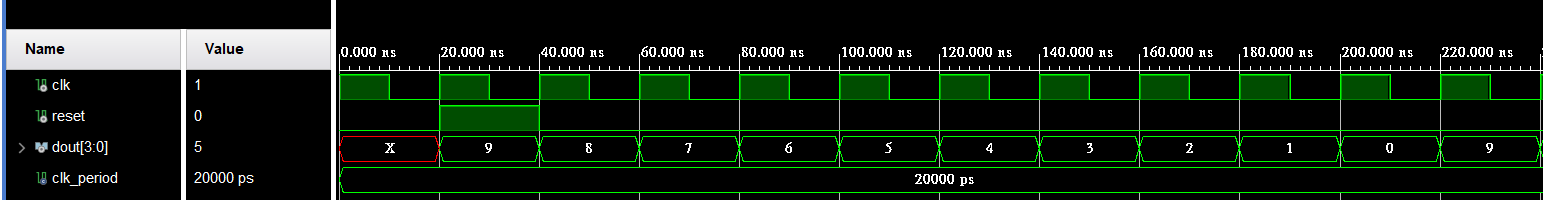 Name Value
0.000 ns 20.000 ns 40.000 ns 60.000 ns 80.000 ns 100.000 ns 120.000 ns 140.000 ns 160.000 ns 180.000 ns 200.000 ns 220.000 ns
clk 1
reset 0
dout[3:0] 5 X 9 8 7 6 5 4 3 2 1 0 9
clk_period 20000 ps 20000 ps